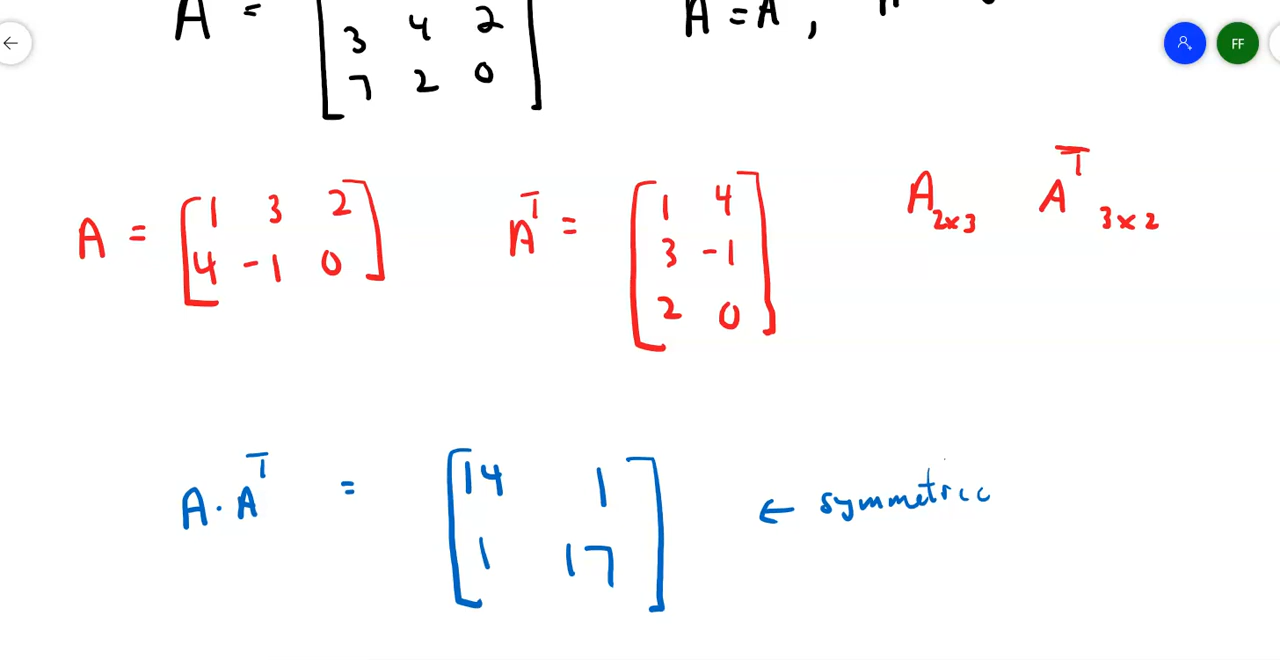 A = [ 3 4 2 A = A ,
7 2 0 ]
FF
A = [ 1 3 2 Aᵀ = [ 1 4 A₂ₓ₃ Aᵀ₃ₓ₂
4 -1 0 ] 3 -1
2 0 ]
A · Aᵀ = [ 14 1 ← symmetric
1 17 ]